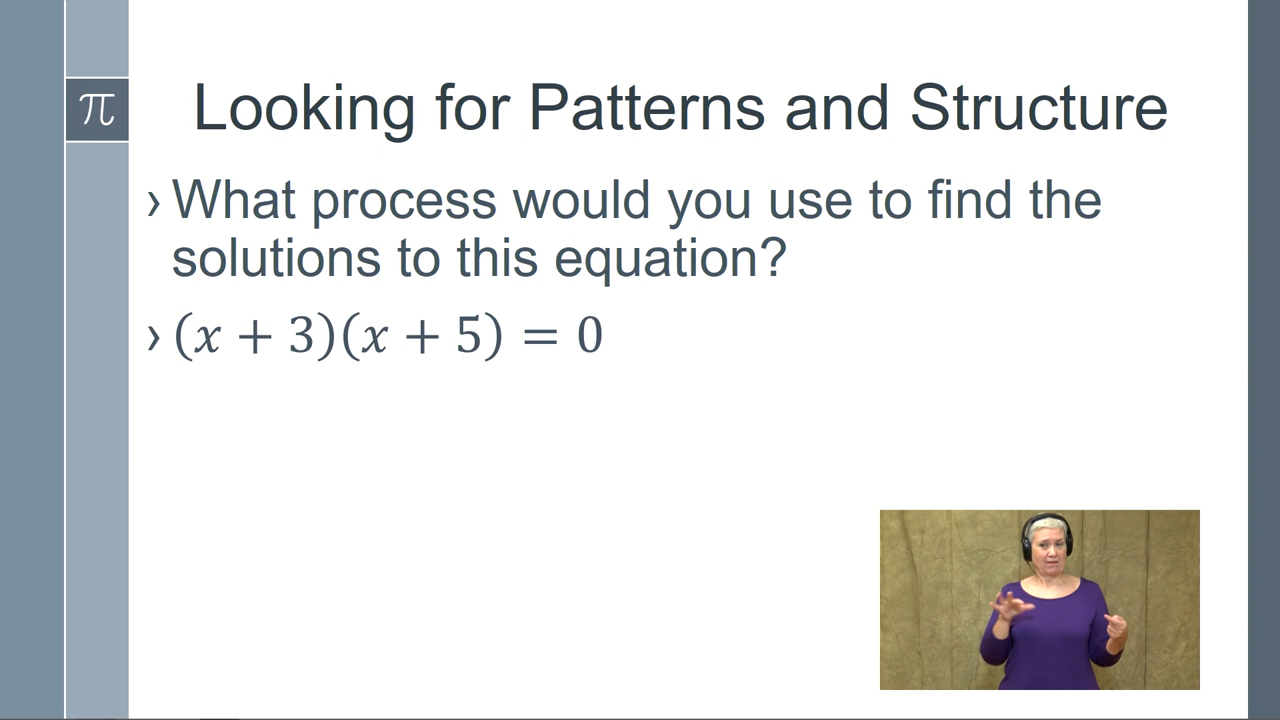 π
Looking for Patterns and Structure
› What process would you use to find the
solutions to this equation?
› (𝑥 + 3)(𝑥 + 5) = 0